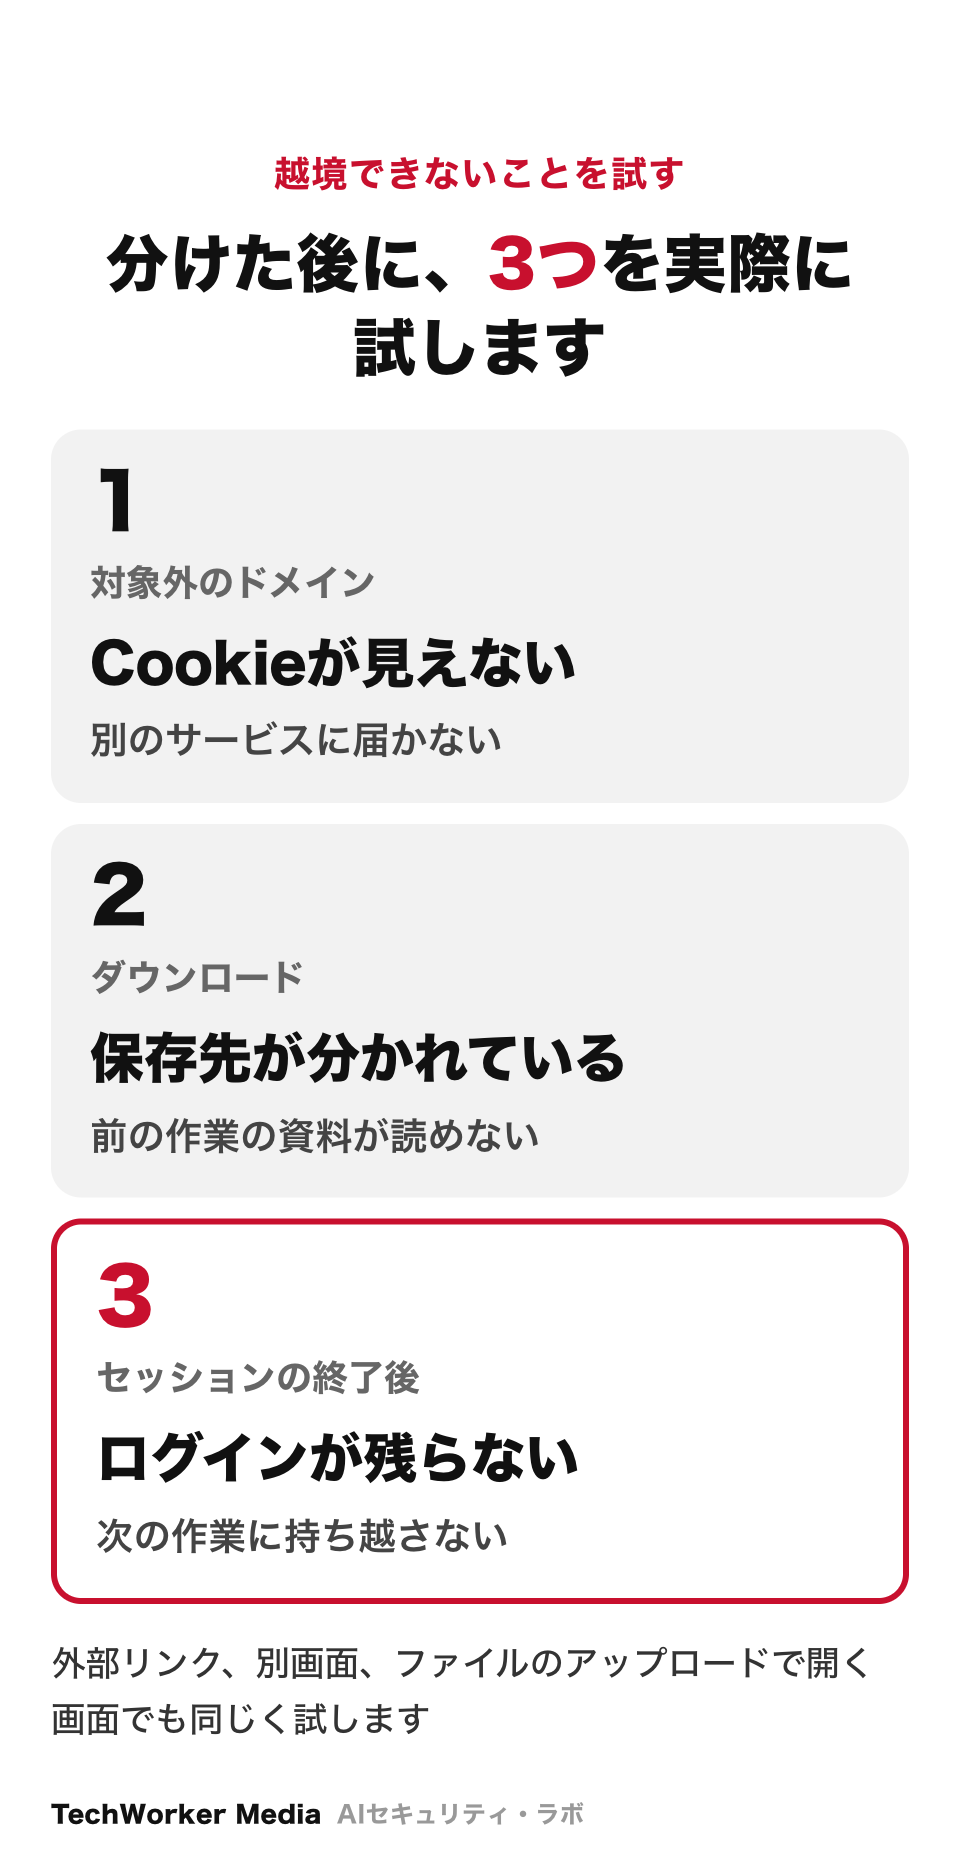 越境できないことを試す
分けた後に、3つを実際に
試します
1
対象外のドメイン
Cookieが見えない
別のサービスに届かない
2
ダウンロード
保存先が分かれている
前の作業の資料が読めない
3
セッションの終了後
ログインが残らない
次の作業に持ち越さない
外部リンク、別画面、ファイルのアップロードで開く
画面でも同じく試します
TechWorker Media AIセキュリティ・ラボ